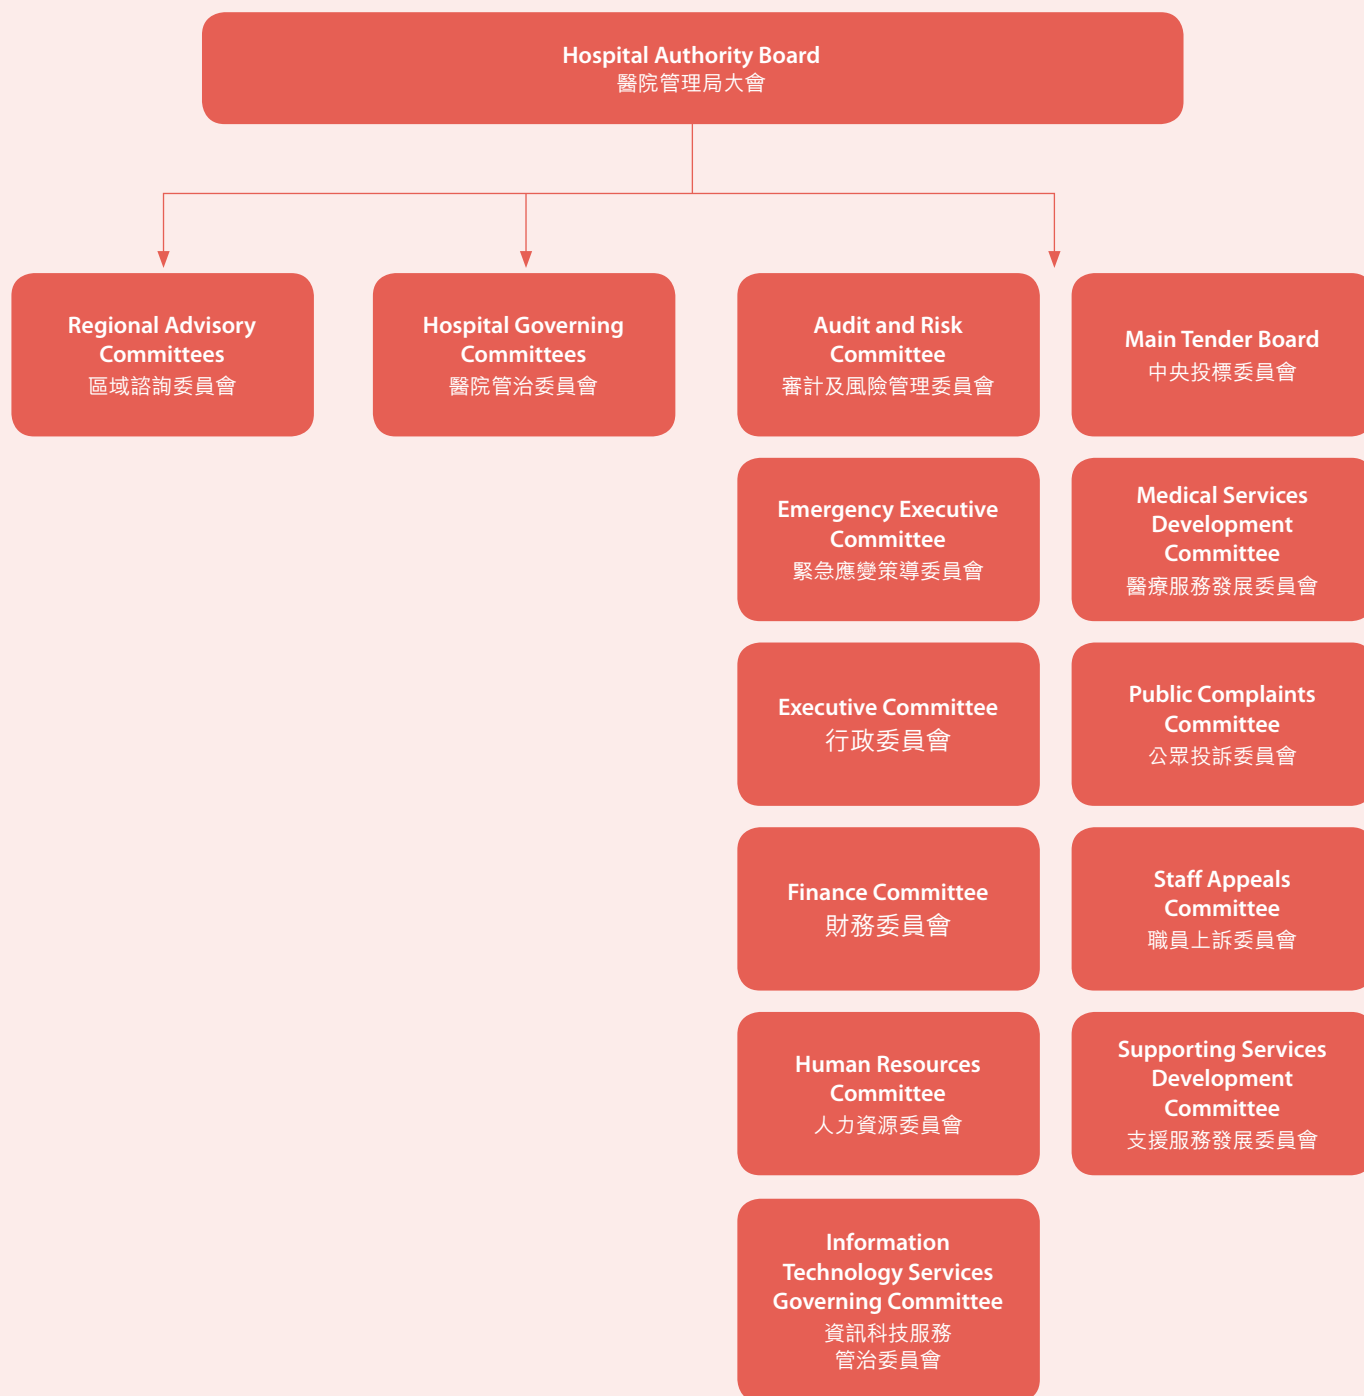 Hospital Authority Board
醫院管理局大會
Regional Advisory
Committees
區域諮詢委員會
Hospital Governing
Committees
醫院管治委員會
Audit and Risk
Committee
審計及風險管理委員會
Main Tender Board
中央投標委員會
Emergency Executive
Committee
緊急應變策導委員會
Medical Services
Development
Committee
醫療服務發展委員會
Executive Committee
行政委員會
Public Complaints
Committee
公眾投訴委員會
Finance Committee
財務委員會
Staff Appeals
Committee
職員上訴委員會
Human Resources
Committee
人力資源委員會
Supporting Services
Development
Committee
支援服務發展委員會
Information
Technology Services
Governing Committee
資訊科技服務
管治委員會